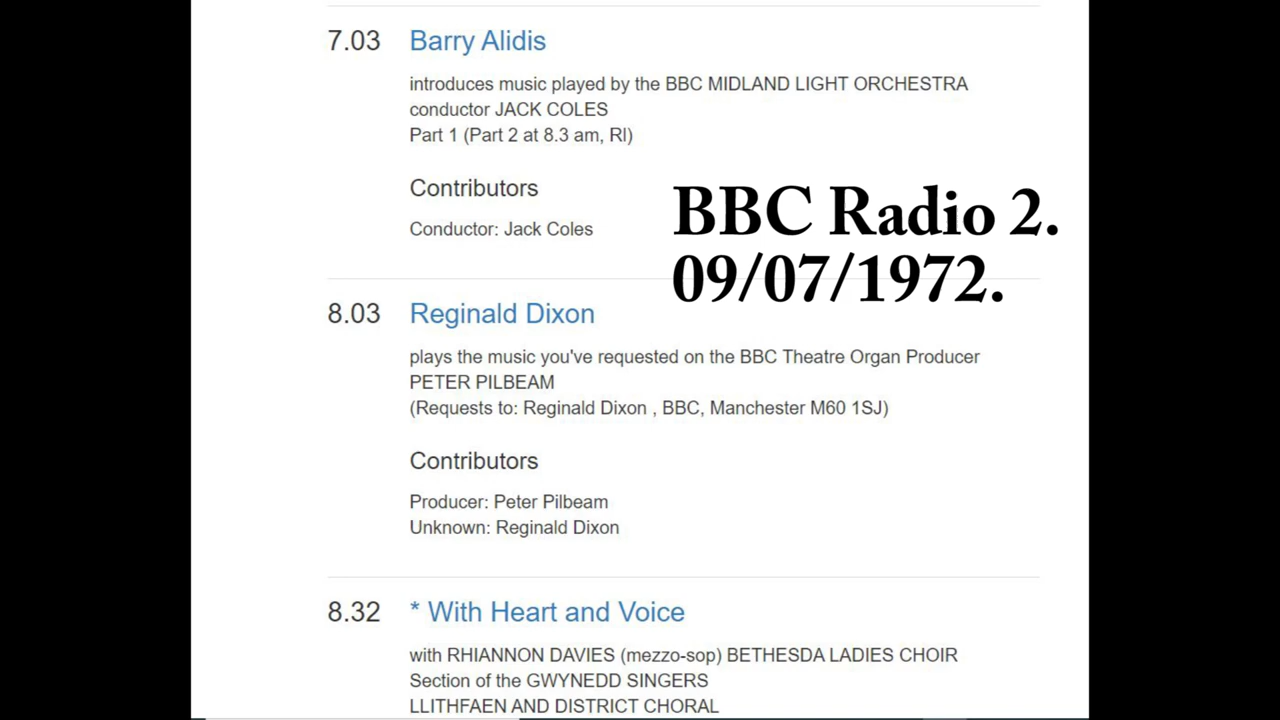 7.03 Barry Alidis
introduces music played by the BBC MIDLAND LIGHT ORCHESTRA
conductor JACK COLES
Part 1 (Part 2 at 8.3 am, Rl)
Contributors
Conductor: Jack Coles
BBC Radio 2.
09/07/1972.
8.03 Reginald Dixon
plays the music you've requested on the BBC Theatre Organ Producer
PETER PILBEAM
(Requests to: Reginald Dixon , BBC, Manchester M60 1SJ)
Contributors
Producer: Peter Pilbeam
Unknown: Reginald Dixon
8.32 * With Heart and Voice
with RHIANNON DAVIES (mezzo-sop) BETHESDA LADIES CHOIR
Section of the GWYNEDD SINGERS
LLITHFAEN AND DISTRICT CHORAL